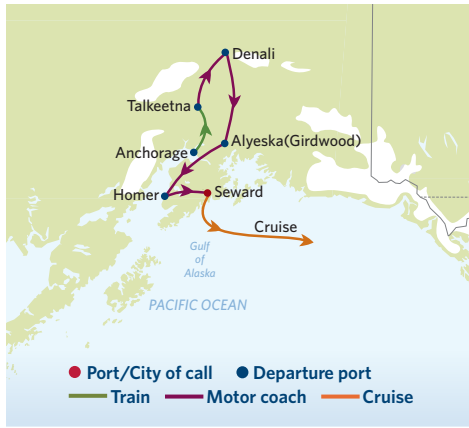 Denali
Talkeetna
Alyeska(Girdwood)
Anchorage
Homer
Seward
Cruise
Gulf
of
Alaska
PACIFIC OCEAN
Port/City of call
Departure port
Train
Motor coach
Cruise